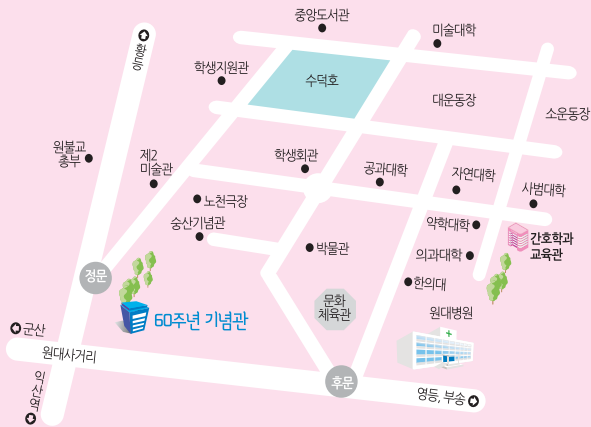 중앙도서관
미술대학
황등
학생지원관
수덕호
대운동장
소운동장
원불교
총부
제2
미술관
학생회관
공과대학
자연대학
사범대학
노천극장
숭산기념관
약학대학
간호학과
교육관
박물관
의과대학
정문
한의대
문화
체육관
원대병원
60주년 기념관
군산
원대사거리
익산역
후문
영등, 부송